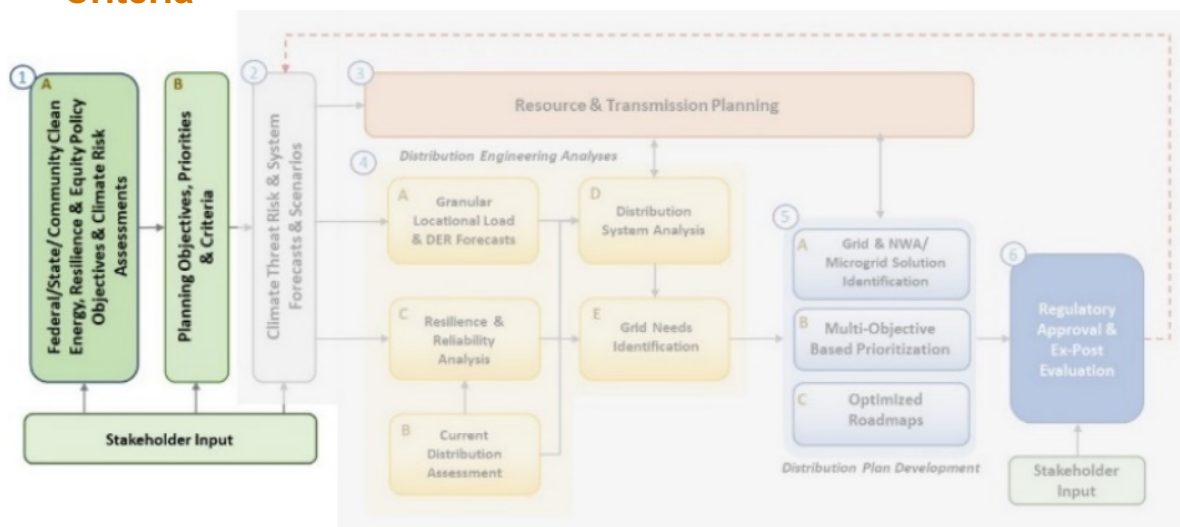 Criteria
1
A
Federal/State/Community Clean
Energy, Resilience & Equity Policy
Objectives & Climate Risk
Assessments
B
Planning Objectives, Priorities
& Criteria
Stakeholder Input
2
Climate Threat Risk & System
Forecasts & Scenarios
3
Resource & Transmission Planning
4
Distribution Engineering Analyses
A
Granular
Locational Load
& DER Forecasts
D
Distribution
System Analysis
C
Resilience &
Reliability
Analysis
E
Grid Needs
Identification
B
Current
Distribution
Assessment
5
A
Grid & NWA/
Microgrid Solution
Identification
B
Multi-Objective
Based Prioritization
C
Optimized
Roadmaps
Distribution Plan Development
6
Regulatory
Approval &
Ex-Post
Evaluation
Stakeholder
Input